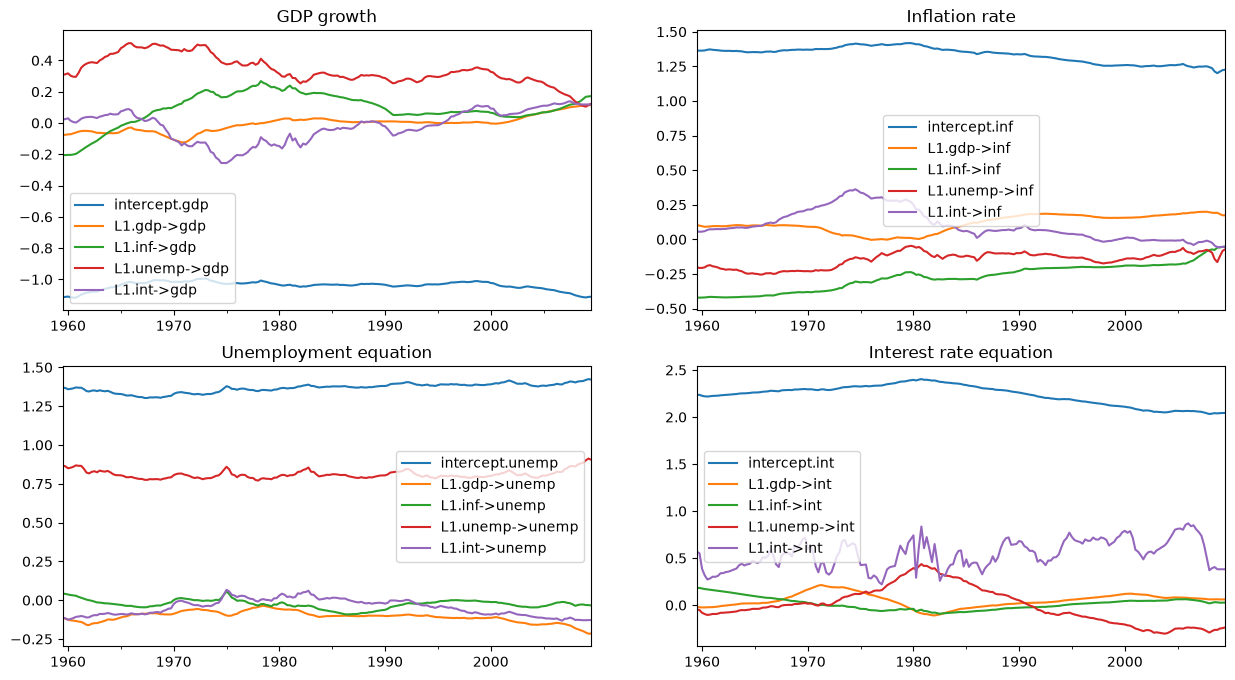 GDP growth
0.4
0.2
0.0
−0.2
−0.4
−0.6
−0.8
−1.0
intercept.gdp
L1.gdp->gdp
L1.inf->gdp
L1.unemp->gdp
L1.int->gdp
1960 1970 1980 1990 2000
Inflation rate
1.50
1.25
1.00
0.75
0.50
0.25
0.00
−0.25
−0.50
intercept.inf
L1.gdp->inf
L1.inf->inf
L1.unemp->inf
L1.int->inf
1960 1970 1980 1990 2000
Unemployment equation
1.50
1.25
1.00
0.75
0.50
0.25
0.00
−0.25
intercept.unemp
L1.gdp->unemp
L1.inf->unemp
L1.unemp->unemp
L1.int->unemp
1960 1970 1980 1990 2000
Interest rate equation
2.5
2.0
1.5
1.0
0.5
0.0
intercept.int
L1.gdp->int
L1.inf->int
L1.unemp->int
L1.int->int
1960 1970 1980 1990 2000